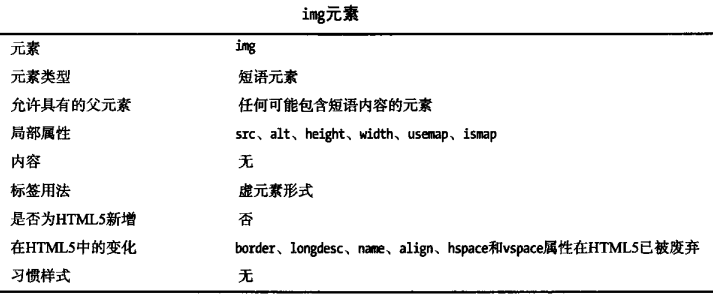 img元素
元素 img
元素类型 短语元素
允许具有的父元素 任何可能包含短语内容的元素
局部属性 src、alt、height、width、usemap、ismap
内容 无
标签用法 虚元素形式
是否为HTML5新增 否
在HTML5中的变化 border、longdesc、name、align、hspace和vspace属性在HTML5已被废弃
习惯样式 无